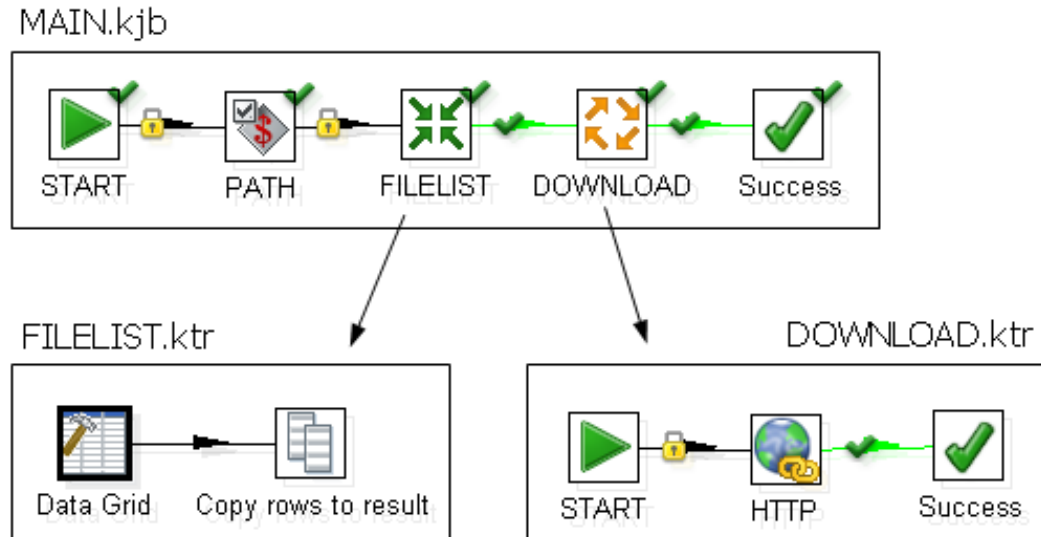 MAIN.kjb
START
PATH
FILELIST
DOWNLOAD
Success
FILELIST.ktr
DOWNLOAD.ktr
Data Grid
Copy rows to result
START
HTTP
Success